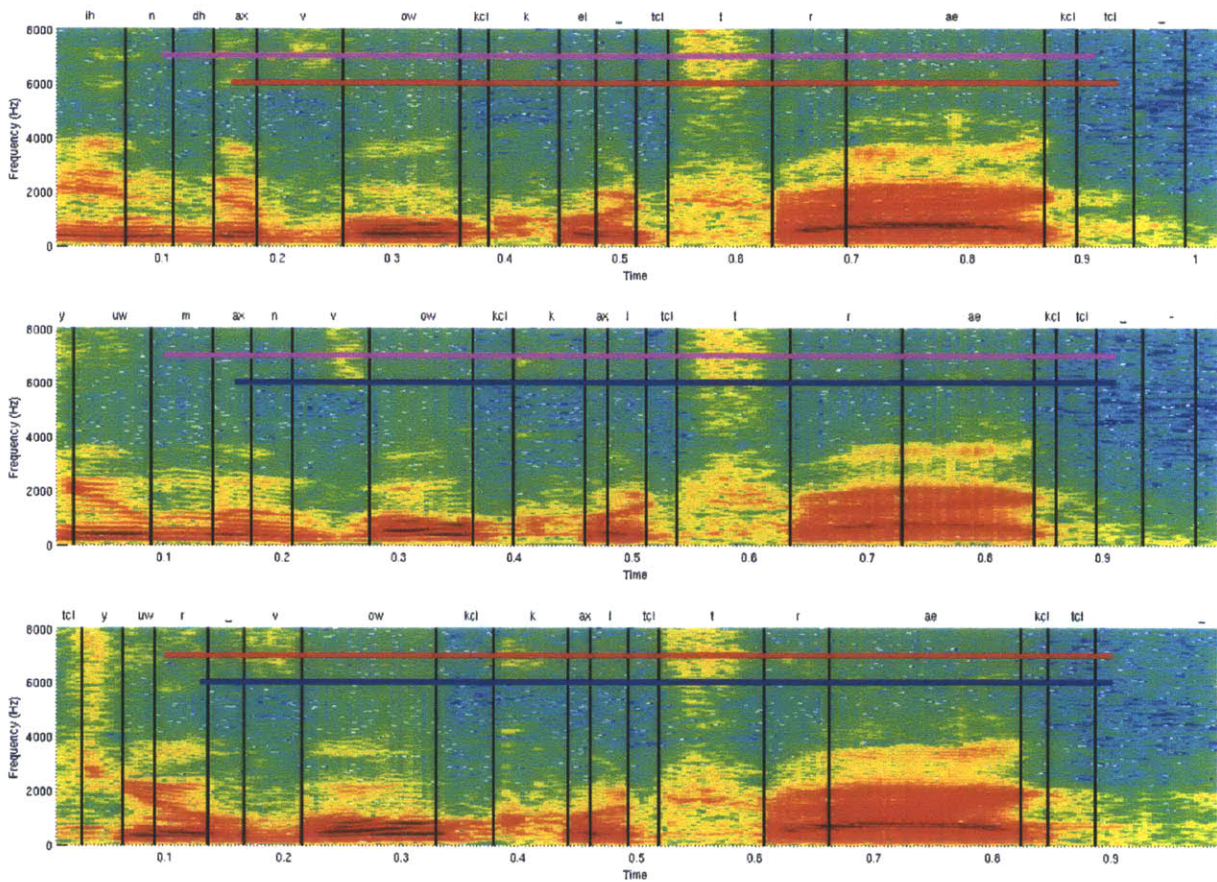 ih n dh ax v ow kcl k el _ tcl t r ae kcl tcl _
8000
6000
4000
2000
0
Frequency (Hz)
0.1 0.2 0.3 0.4 0.5 0.6 0.7 0.8 0.9 1
Time
y uw m ax n v ow kcl k ax l tcl t r ae kcl tcl _ -
8000
6000
4000
2000
0
Frequency (Hz)
0.1 0.2 0.3 0.4 0.5 0.6 0.7 0.8 0.9
Time
tcl y uw r _ v ow kcl k ax l tcl t r ae kcl tcl _
8000
6000
4000
2000
0
Frequency (Hz)
0.1 0.2 0.3 0.4 0.5 0.6 0.7 0.8 0.9
Time